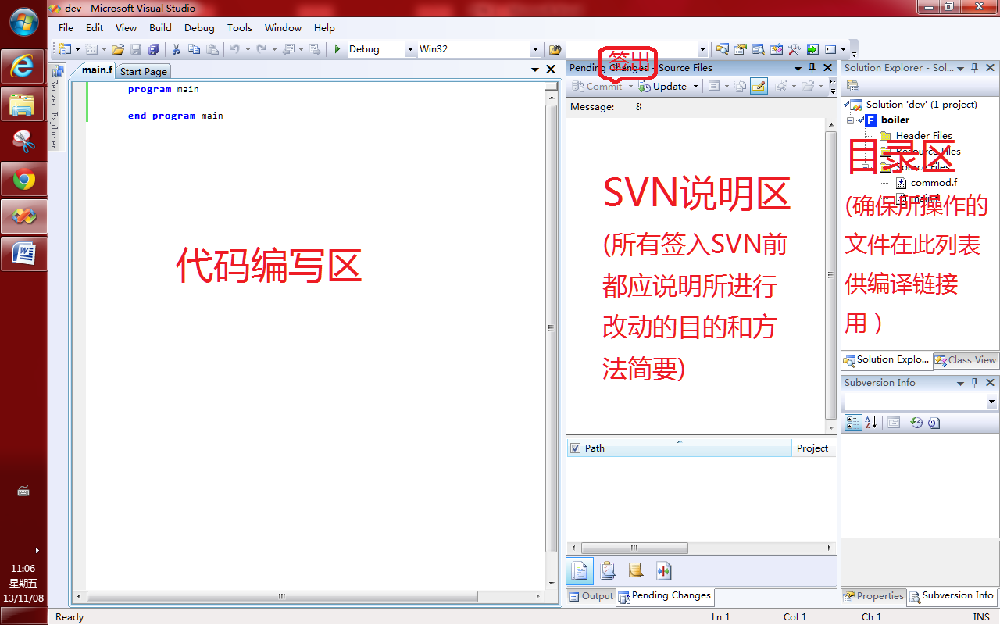 dev - Microsoft Visual Studio
File Edit View Build Debug Tools Window Help
Debug Win32
Server Explorer
main.f Start Page
program main
end program main
代码编写区
签出
Pending Changes - Source Files
Commit Update
Message: 8
SVN说明区
(所有签入SVN前
都应说明所进行
改动的目的和方
法简要)
Path Project
Output Pending Changes
Solution Explorer - Sol...
Solution 'dev' (1 project)
boiler
Header Files
Resource Files
Source Files
commod.f
main.f
目录区
(确保所操作的
文件在此列表
供编译链接
用）
Solution Explo... Class View
Subversion Info
Properties Subversion Info
11:06
星期五
13/11/08
Ready Ln 1 Col 1 Ch 1 INS